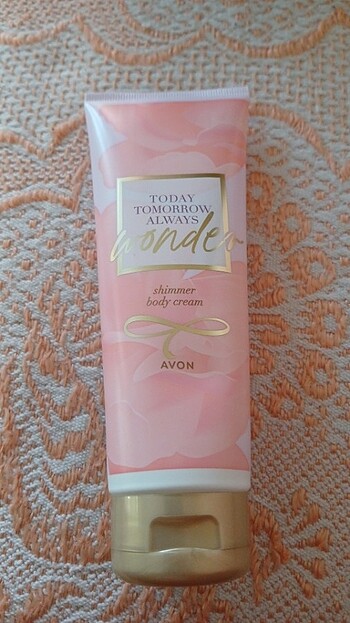 TODAY
TOMORROW
ALWAYS
wonder
shimmer
body cream
AVON